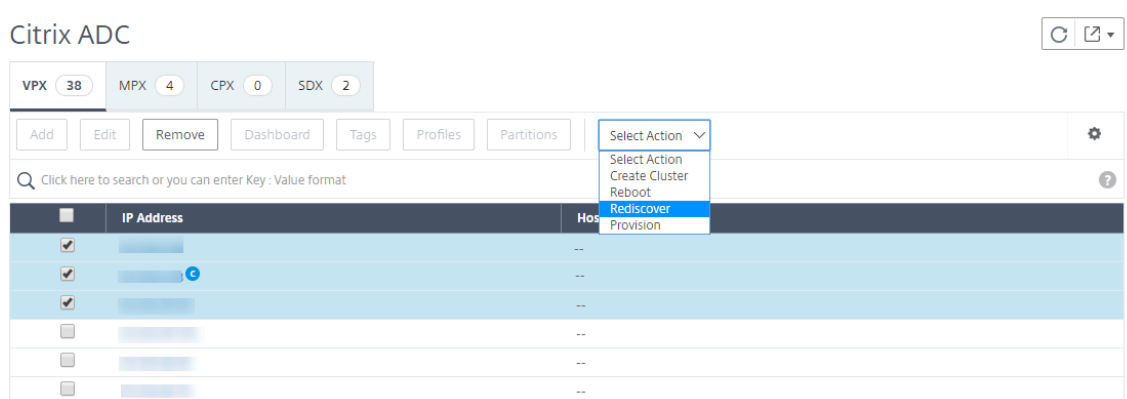 Citrix ADC
VPX 38 MPX 4 CPX 0 SDX 2
Add Edit Remove Dashboard Tags Profiles Partitions Select Action
Select Action
Create Cluster
Reboot
Rediscover
Provision
Click here to search or you can enter Key : Value format ?
IP Address Hos
--
C --
--
--
--
--